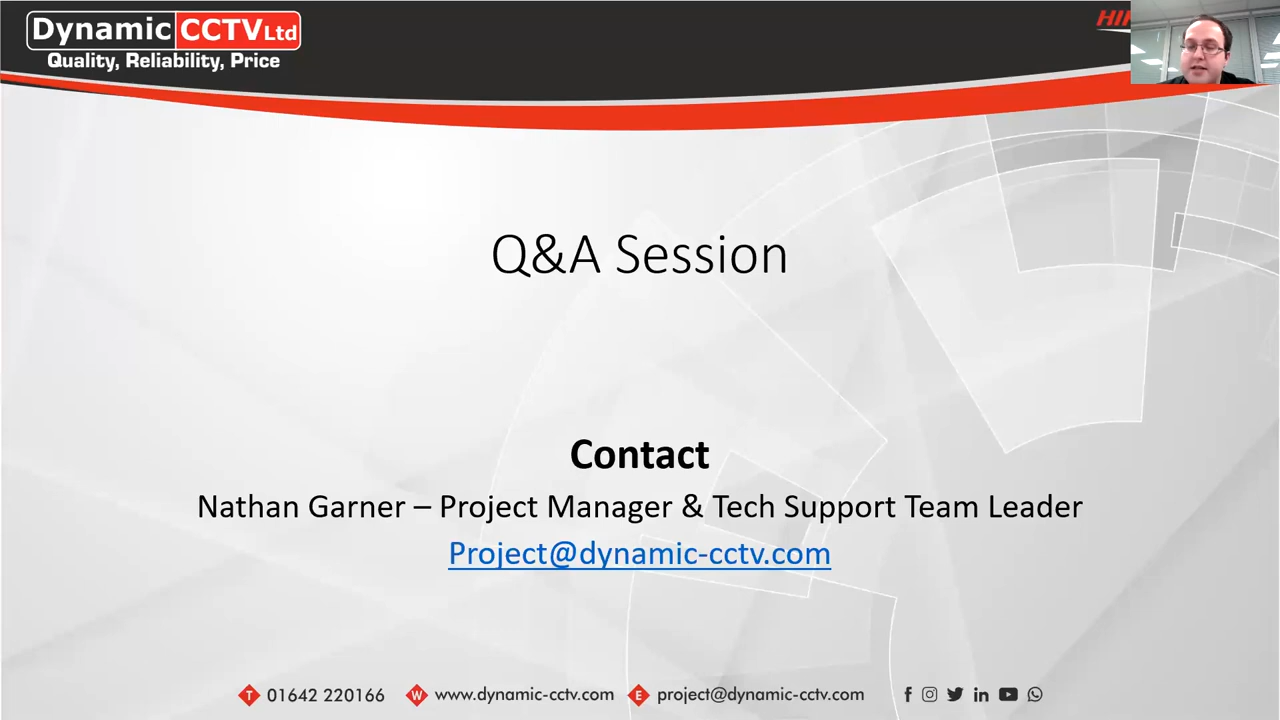 Dynamic CCTV Ltd
Quality, Reliability, Price
Q&A Session
Contact
Nathan Garner – Project Manager & Tech Support Team Leader
Project@dynamic-cctv.com
T 01642 220166 W www.dynamic-cctv.com E project@dynamic-cctv.com